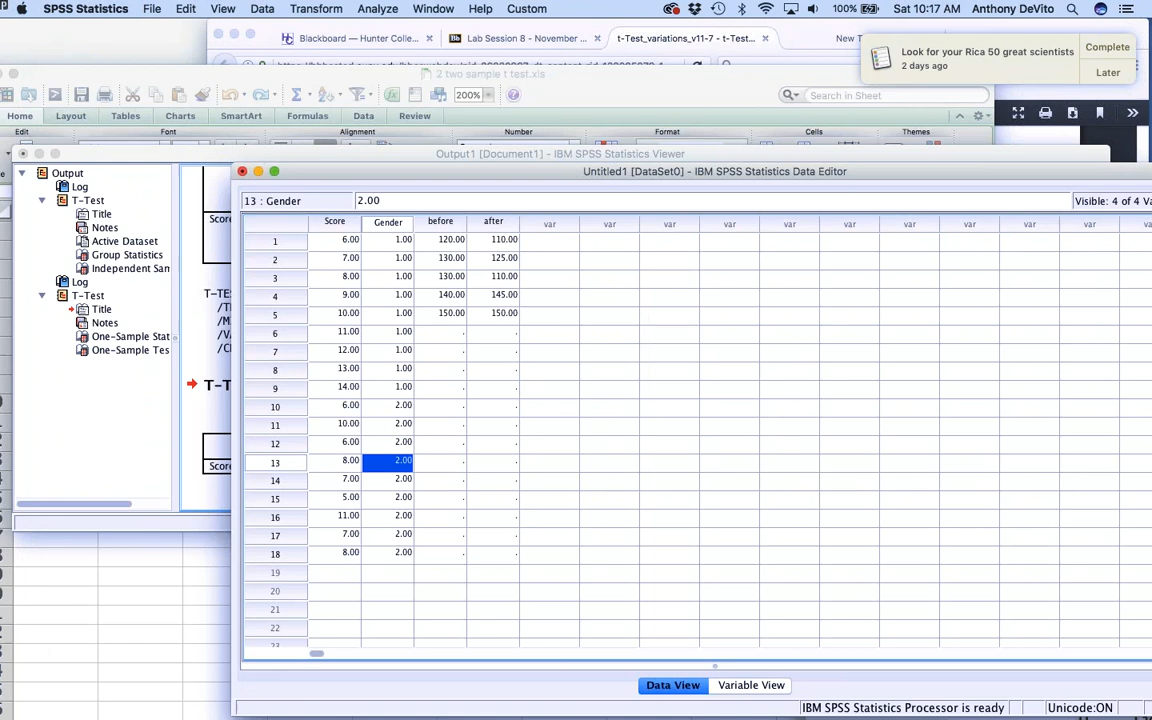 SPSS Statistics File Edit View Data Transform Analyze Window Help Custom 100% Sat 10:17 AM Anthony DeVito
Blackboard — Hunter Colle... × Lab Session 8 - November ... × t-Test_variations_v11-7 - t-Test... ×
Look for your Rica 50 great scientists
2 days ago
Complete
Later
2 two sample t test.xls
200% Search in Sheet
Home Layout Tables Charts SmartArt Formulas Data Review
Edit Font Alignment Number Format Cells Themes
Output1 [Document1] - IBM SPSS Statistics Viewer
Untitled1 [DataSet0] - IBM SPSS Statistics Data Editor
Output
Log
T-Test
Title
Notes
Active Dataset
Group Statistics
Independent Sam
Log
T-Test
Title
Notes
One-Sample Stat
One-Sample Tes
Score
T-TE
/T
/M
/V
/C
T-T
Score
13 : Gender 2.00 Visible: 4 of 4 Va
Score Gender before after var var var var var var var var var var va
1 6.00 1.00 120.00 110.00
2 7.00 1.00 130.00 125.00
3 8.00 1.00 130.00 110.00
4 9.00 1.00 140.00 145.00
5 10.00 1.00 150.00 150.00
6 11.00 1.00 . .
7 12.00 1.00 . .
8 13.00 1.00 . .
9 14.00 1.00 . .
10 6.00 2.00 . .
11 10.00 2.00 . .
12 6.00 2.00 . .
13 8.00 2.00 . .
14 7.00 2.00 . .
15 5.00 2.00 . .
16 11.00 2.00 . .
17 7.00 2.00 . .
18 8.00 2.00 . .
19
20
21
22
23
Data View Variable View
IBM SPSS Statistics Processor is ready Unicode:ON